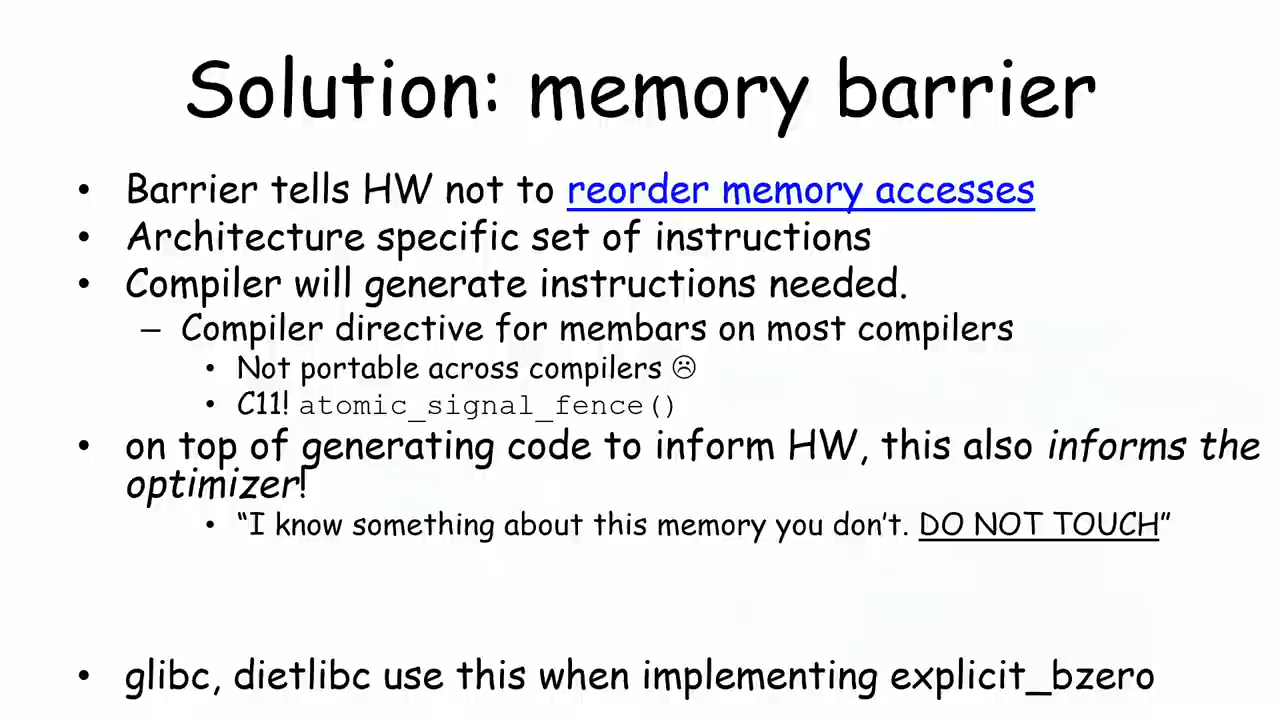 Solution: memory barrier
• Barrier tells HW not to reorder memory accesses
• Architecture specific set of instructions
• Compiler will generate instructions needed.
– Compiler directive for membars on most compilers
• Not portable across compilers ☹
• C11! atomic_signal_fence()
• on top of generating code to inform HW, this also informs the
optimizer!
• “I know something about this memory you don’t. DO NOT TOUCH”
• glibc, dietlibc use this when implementing explicit_bzero